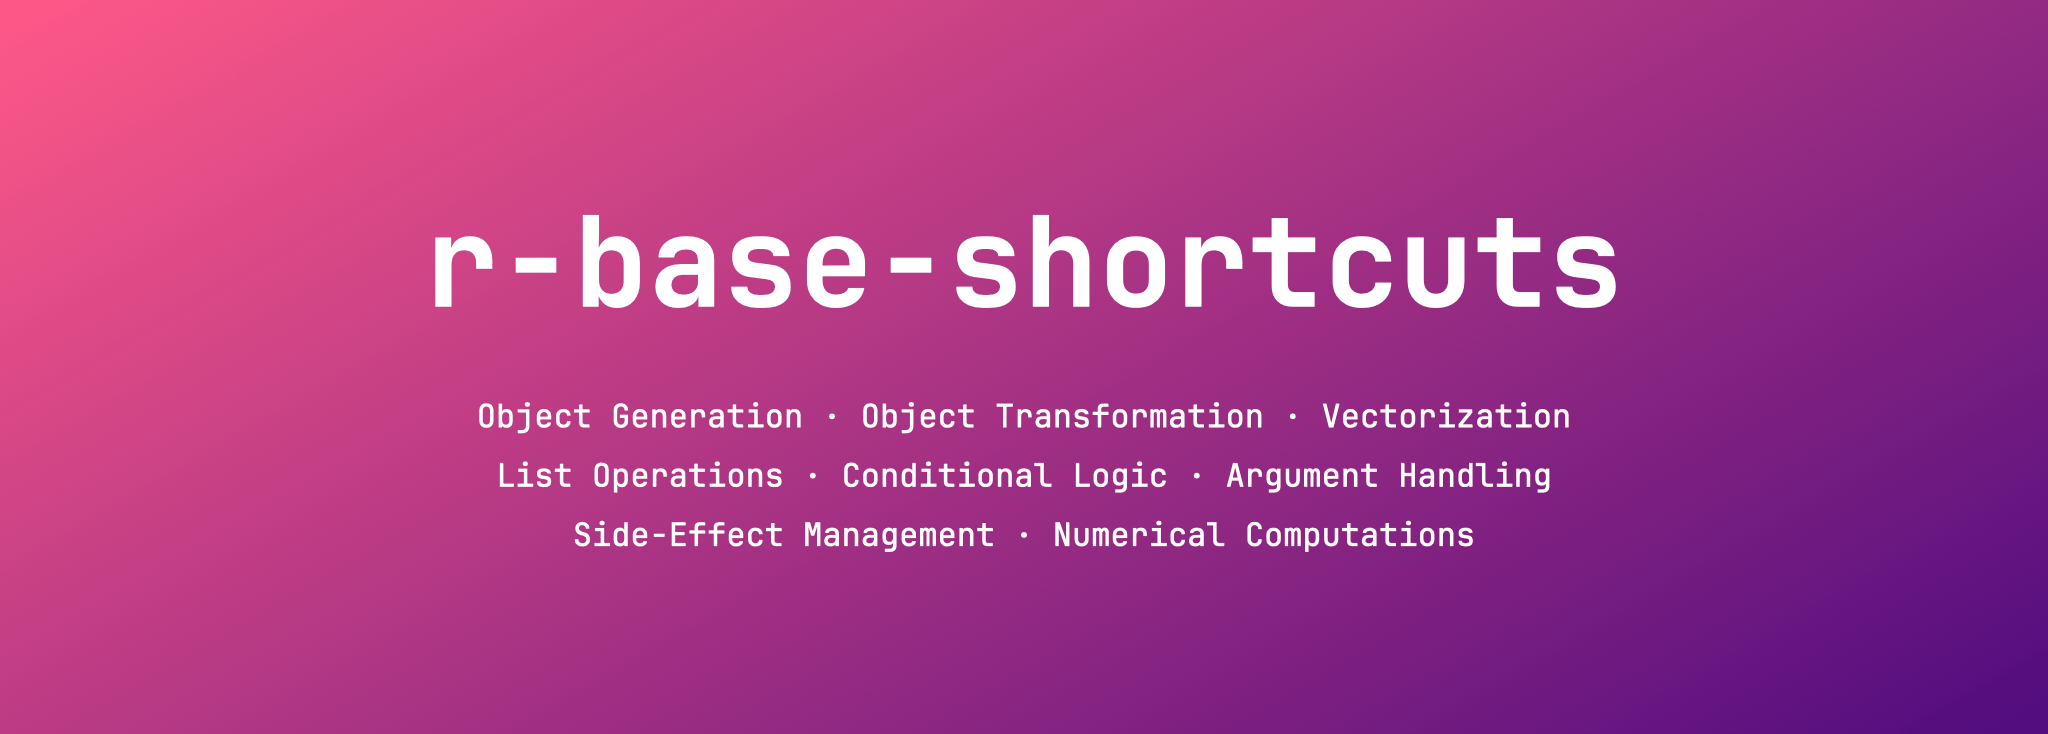 r-base-shortcuts
Object Generation · Object Transformation · Vectorization
List Operations · Conditional Logic · Argument Handling
Side-Effect Management · Numerical Computations